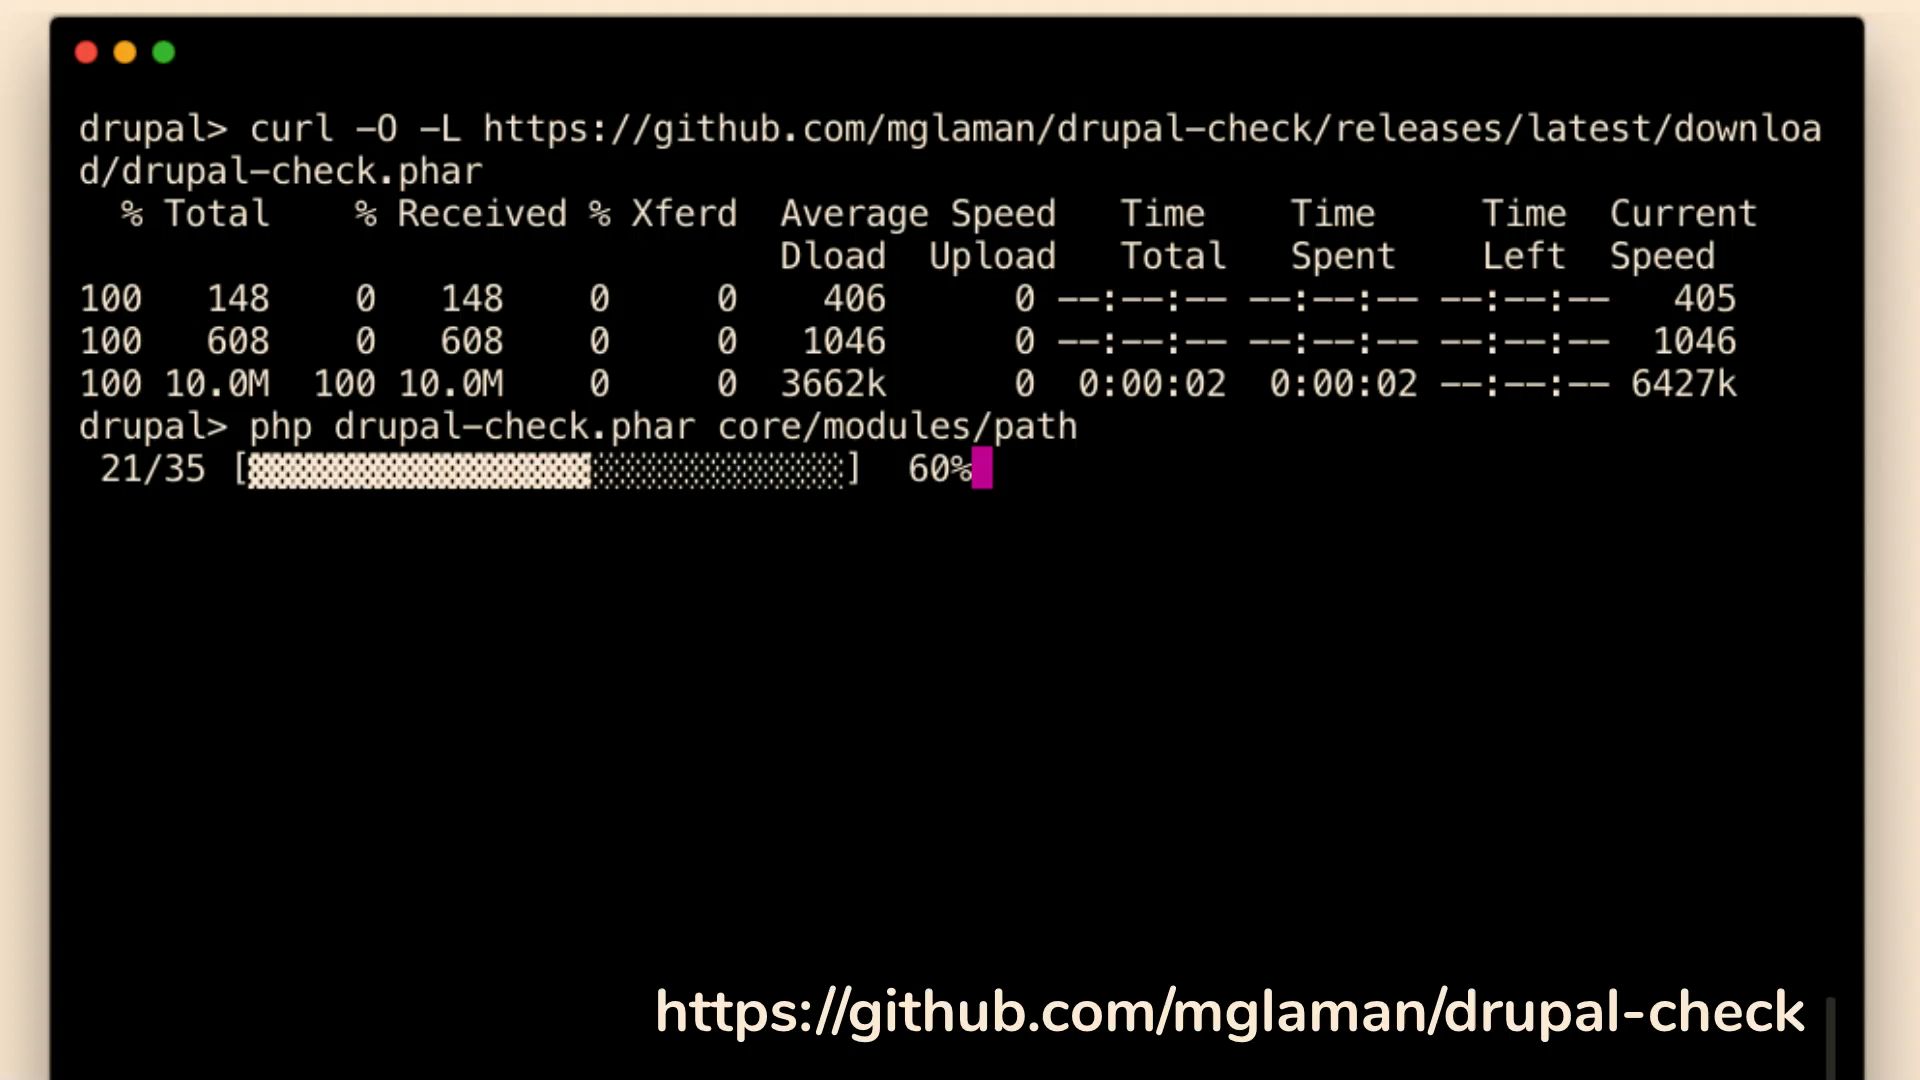 drupal> curl -O -L https://github.com/mglaman/drupal-check/releases/latest/downloa
d/drupal-check.phar
  % Total    % Received % Xferd  Average Speed   Time    Time     Time  Current
                                 Dload  Upload   Total   Spent    Left  Speed
100   148    0   148    0     0    406      0 --:--:-- --:--:-- --:--:--   405
100   608    0   608    0     0   1046      0 --:--:-- --:--:-- --:--:--  1046
100 10.0M  100 10.0M    0     0  3662k      0  0:00:02  0:00:02 --:--:-- 6427k
drupal> php drupal-check.phar core/modules/path
 21/35 [▓▓▓▓▓▓▓▓▓▓▓▓▓▓▓▓░░░░░░░░░░░░]  60%
https://github.com/mglaman/drupal-check